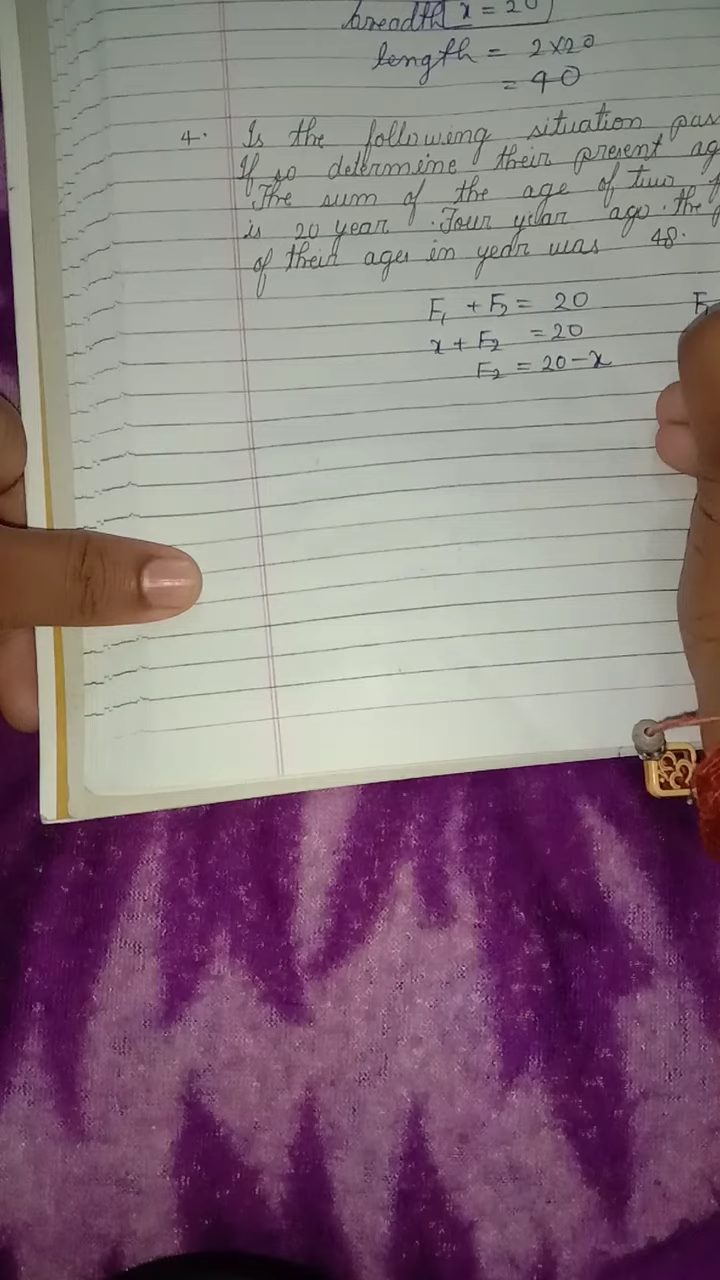 breadth x = 20
length = 2×20
= 40
4. Is the following situation
If so determine their present
The sum of the age of two
is 20 year. Four year ago. the
of their ages in year was 48.
F₁ + F₂ = 20
x + F₂ = 20
F₂ = 20 - x